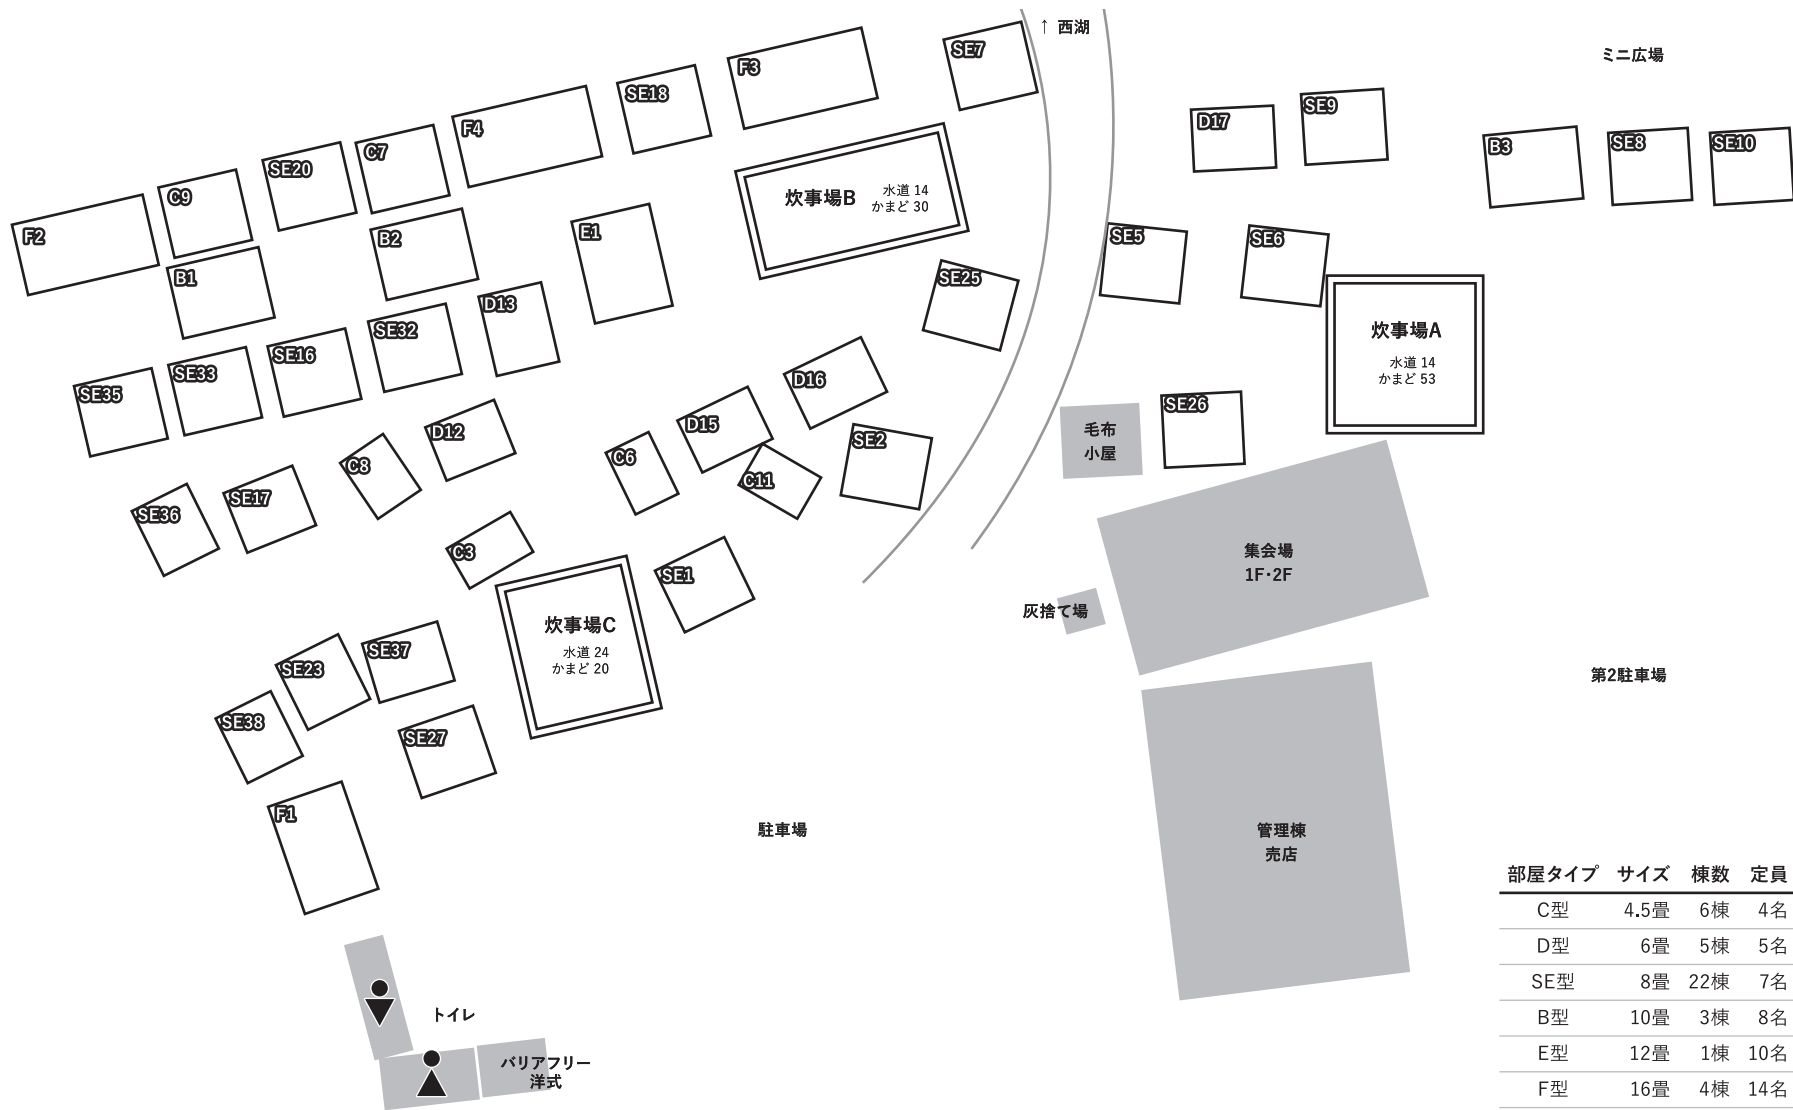 ↑ 西湖
ミニ広場
SE7
F3
SE18
F4
C7
SE20
C9
F2
B1
B2
E1
D13
SE32
SE16
SE33
SE35
炊事場B
水道 14
かまど 30
SE25
D17
SE9
B3
SE8
SE10
SE5
SE6
炊事場A
水道 14
かまど 53
SE26
毛布
小屋
D16
D15
C6
C11
SE2
D12
C8
SE17
SE36
C3
SE1
炊事場C
水道 24
かまど 20
集会場
1F・2F
灰捨て場
SE37
SE23
SE38
SE27
F1
第2駐車場
駐車場
管理棟
売店
トイレ
バリアフリー
洋式
部屋タイプ サイズ 棟数 定員
C型 4.5畳 6棟 4名
D型 6畳 5棟 5名
SE型 8畳 22棟 7名
B型 10畳 3棟 8名
E型 12畳 1棟 10名
F型 16畳 4棟 14名